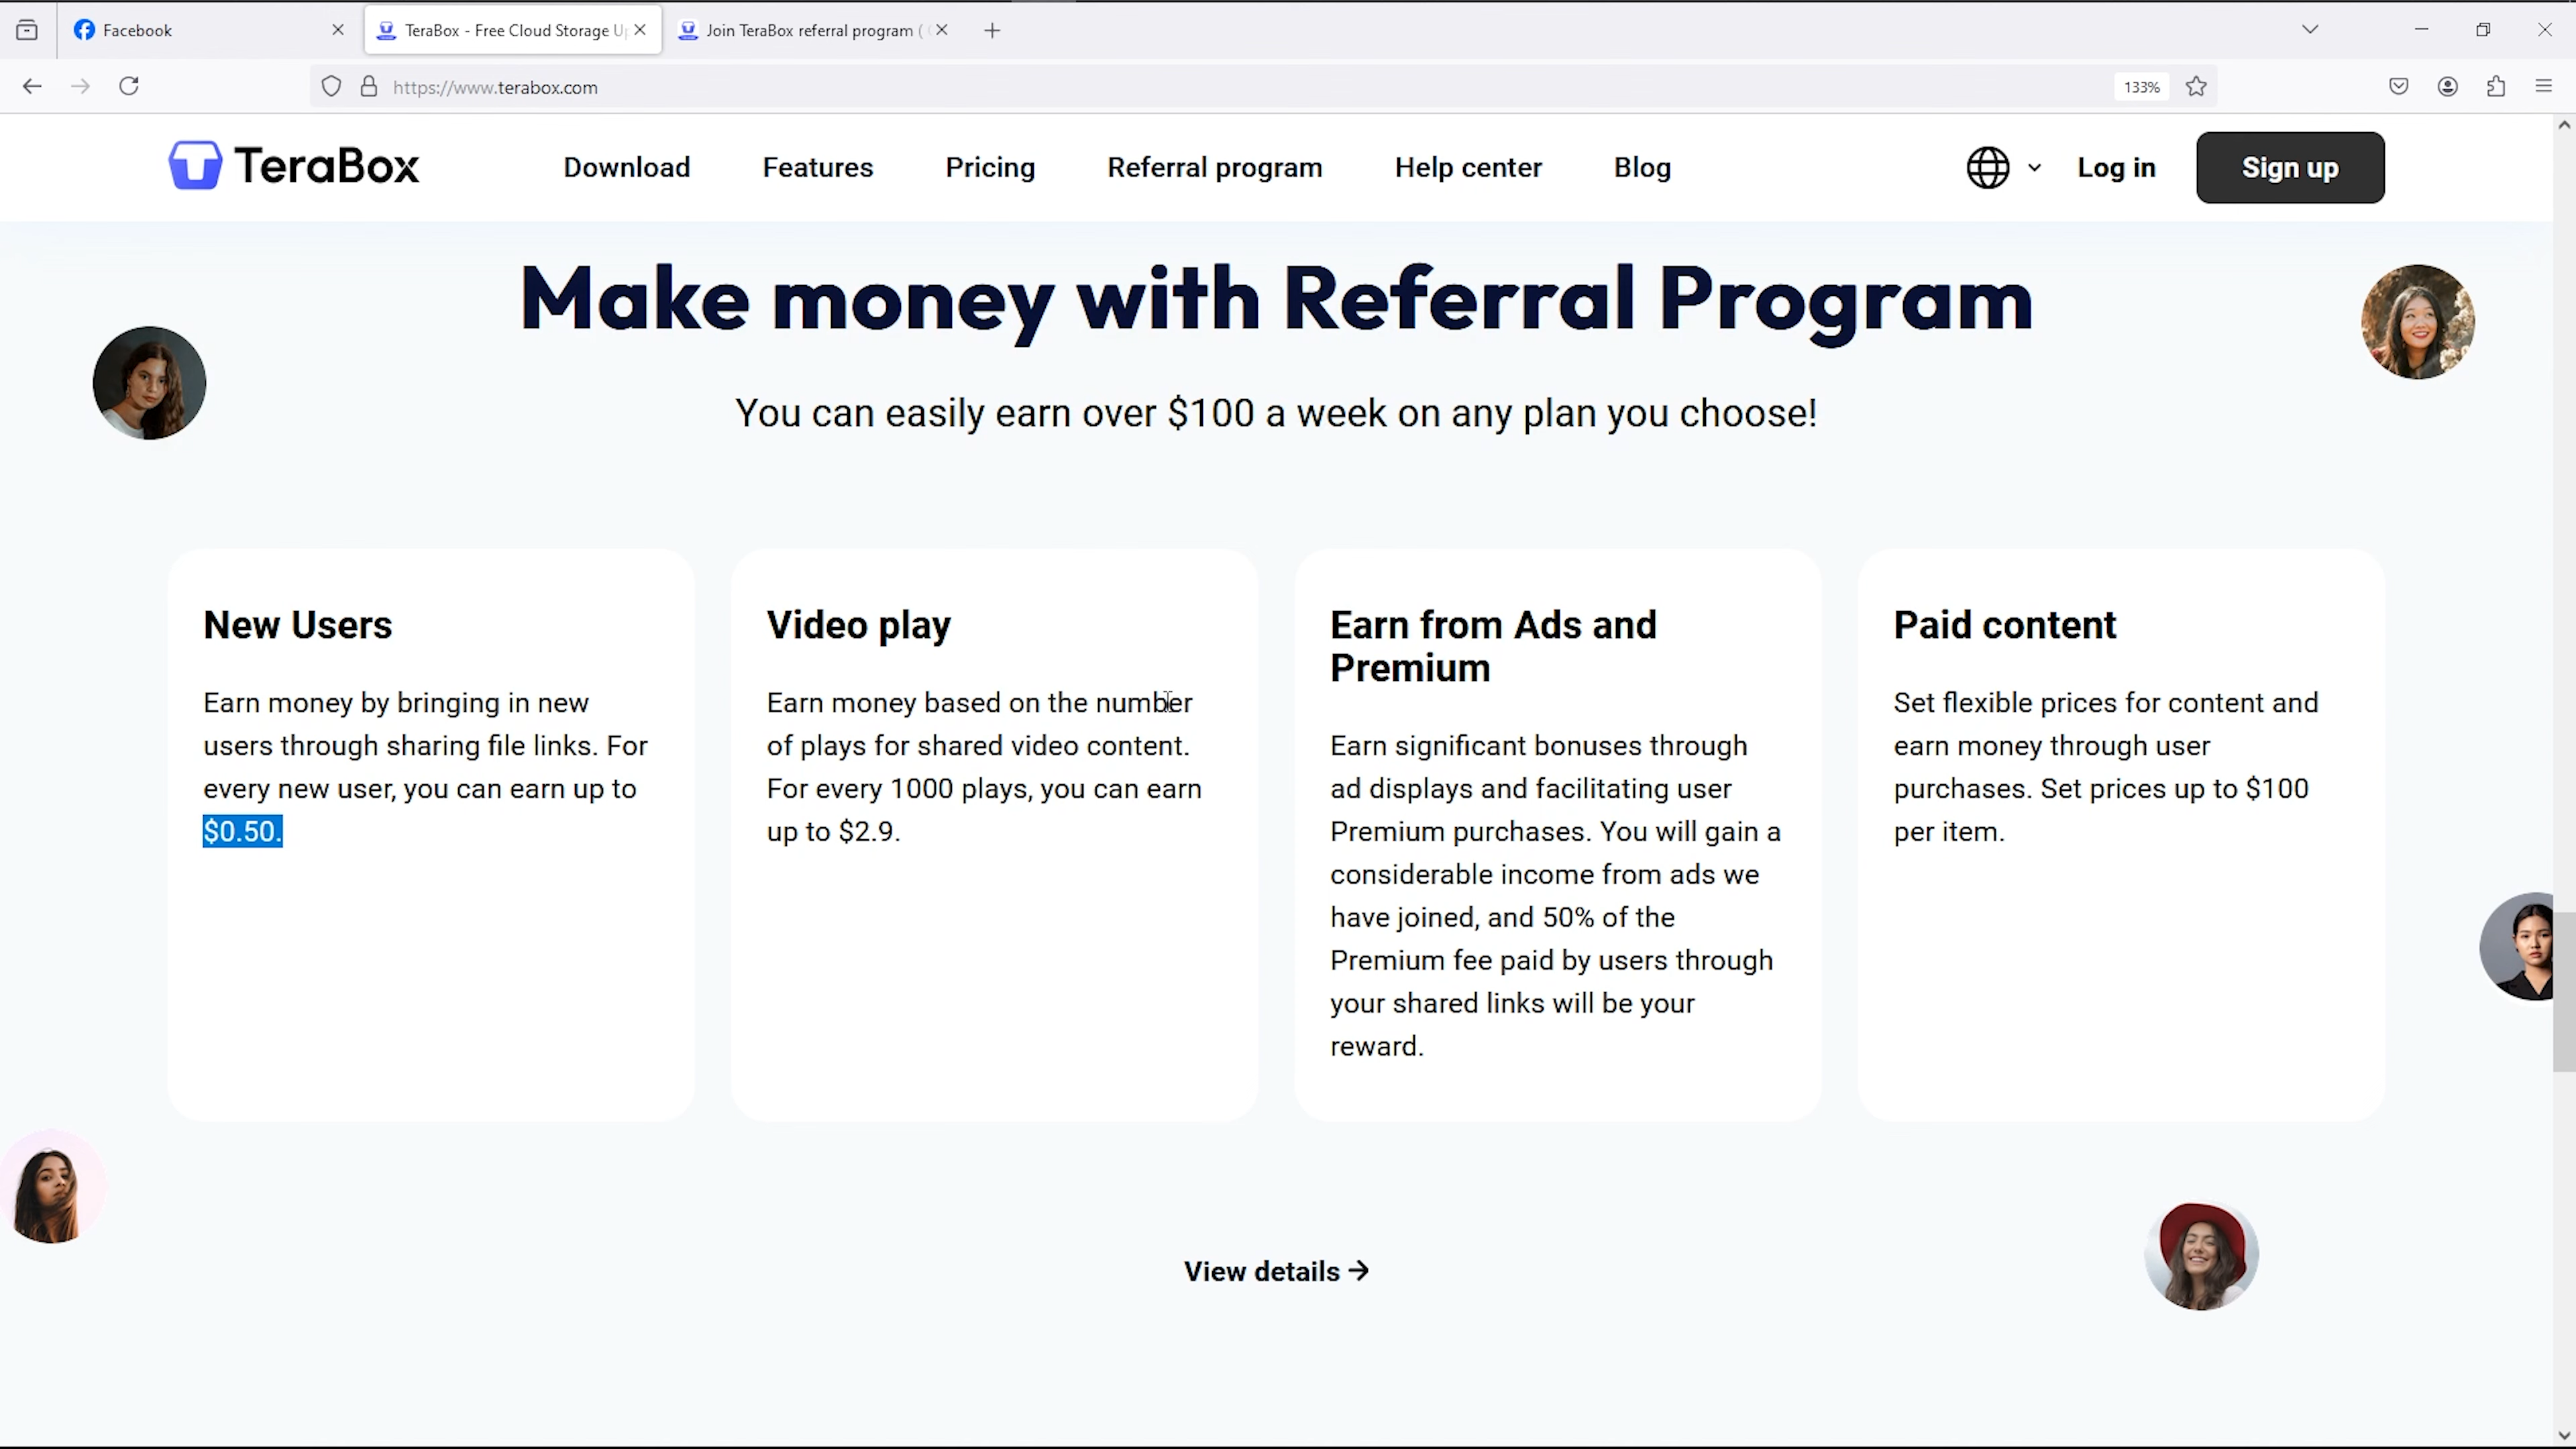 Facebook
TeraBox - Free Cloud Storage U
Join TeraBox referral program (
https://www.terabox.com
133%
TeraBox
Download
Features
Pricing
Referral program
Help center
Blog
Log in
Sign up
Make money with Referral Program
You can easily earn over $100 a week on any plan you choose!
New Users
Earn money by bringing in new
users through sharing file links. For
every new user, you can earn up to
$0.50.
Video play
Earn money based on the number
of plays for shared video content.
For every 1000 plays, you can earn
up to $2.9.
Earn from Ads and
Premium
Earn significant bonuses through
ad displays and facilitating user
Premium purchases. You will gain a
considerable income from ads we
have joined, and 50% of the
Premium fee paid by users through
your shared links will be your
reward.
Paid content
Set flexible prices for content and
earn money through user
purchases. Set prices up to $100
per item.
View details →